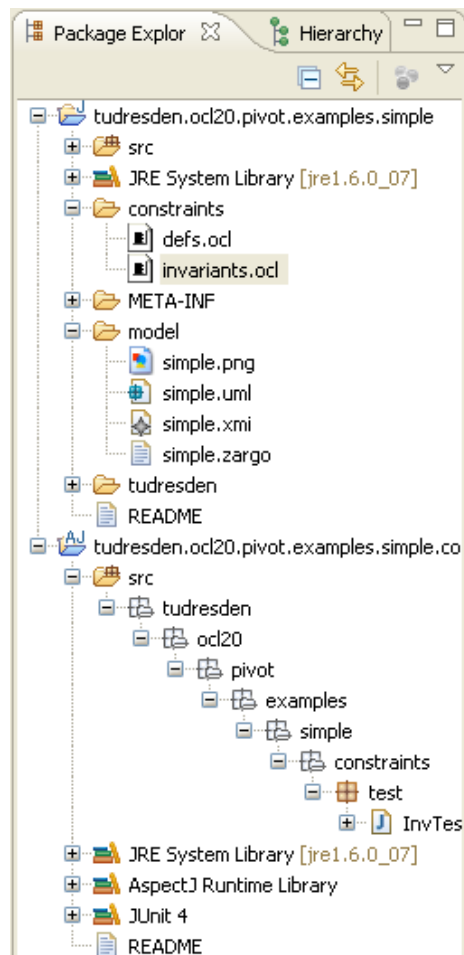 Package Explor Hierarchy
tudresden.ocl20.pivot.examples.simple
src
JRE System Library [jre1.6.0_07]
constraints
defs.ocl
invariants.ocl
META-INF
model
simple.png
simple.uml
simple.xmi
simple.zargo
tudresden
README
tudresden.ocl20.pivot.examples.simple.co
src
tudresden
ocl20
pivot
examples
simple
constraints
test
InvTes
JRE System Library [jre1.6.0_07]
AspectJ Runtime Library
JUnit 4
README